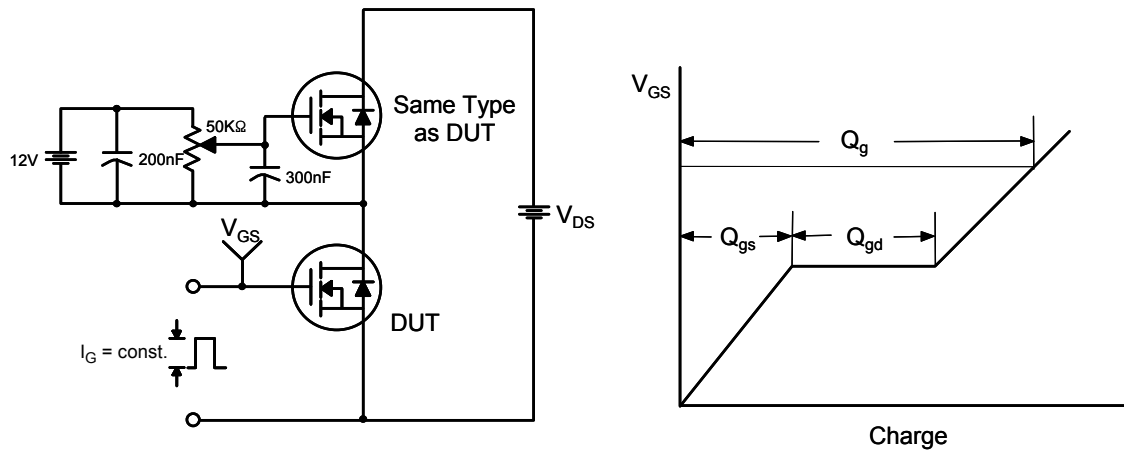 12V
200nF
50KΩ
300nF
Same Type
as DUT
V_GS
DUT
I_G = const.
V_DS
V_GS
Q_g
Q_gs
Q_gd
Charge